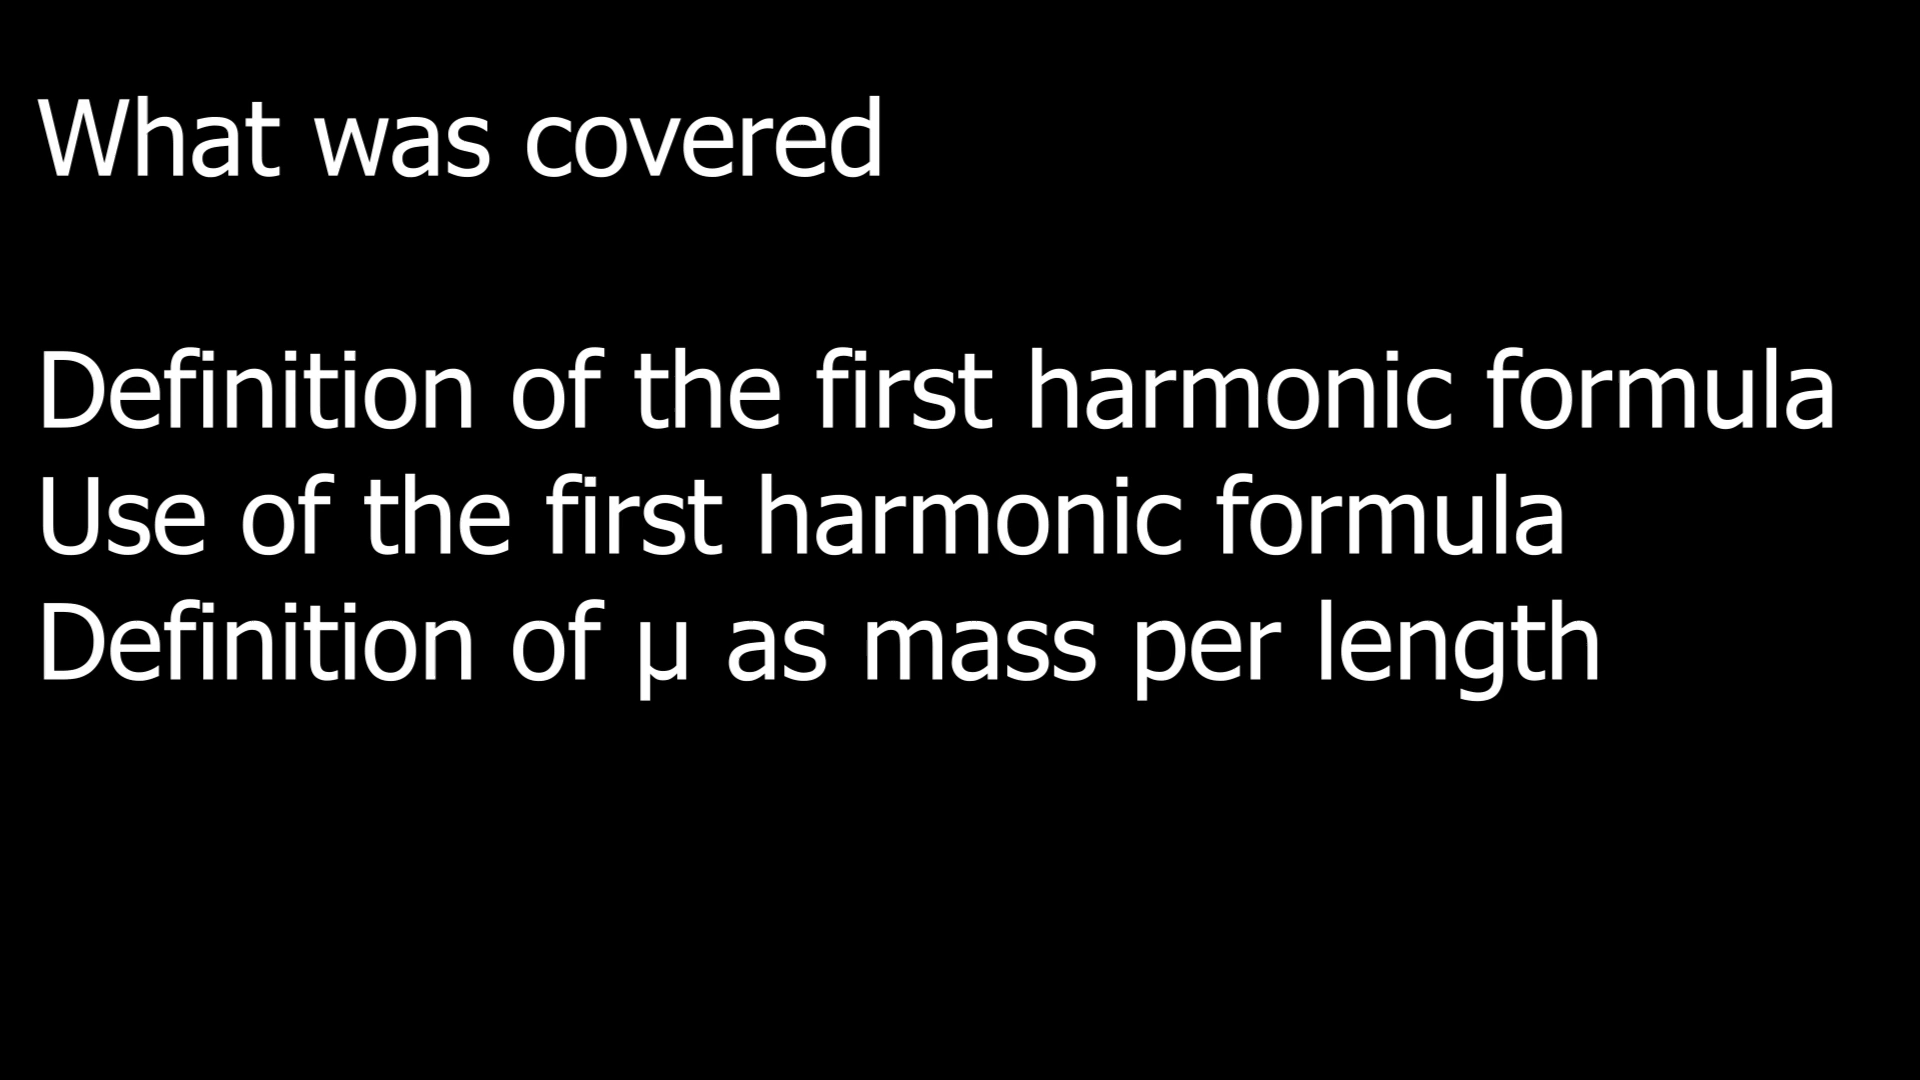 What was covered
Definition of the first harmonic formula
Use of the first harmonic formula
Definition of µ as mass per length